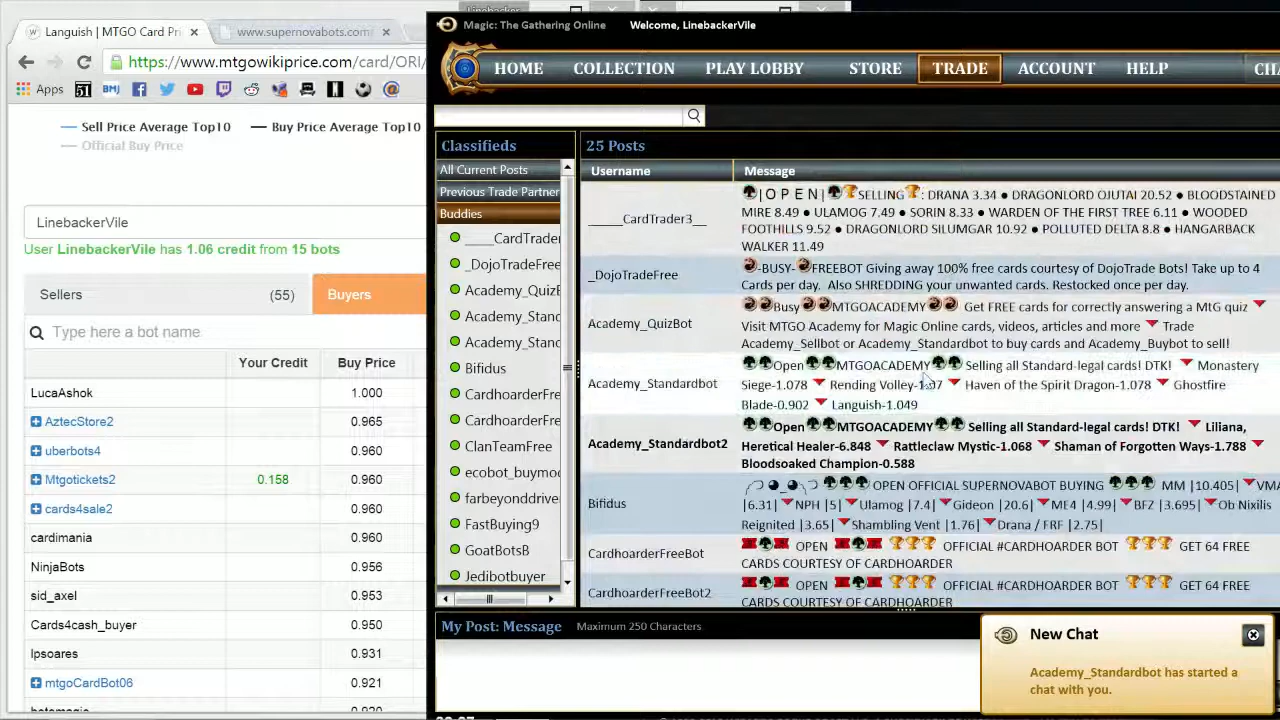 Languish | MTGO Card Pri
www.supernovabots.com
https://www.mtgowikiprice.com/card/ORI/
Apps
Sell Price Average Top10
Buy Price Average Top10
Official Buy Price
LinebackerVile
User LinebackerVile has 1.06 credit from 15 bots
Sellers (55)
Buyers
Type here a bot name
Your Credit Buy Price
LucaAshok 1.000
AztecStore2 0.965
uberbots4 0.960
Mtgotickets2 0.158 0.960
cards4sale2 0.960
cardimania 0.960
NinjaBots 0.956
sid_axel 0.953
Cards4cash_buyer 0.950
lpsoares 0.931
mtgoCardBot06 0.921
Magic: The Gathering Online Welcome, LinebackerVile
HOME COLLECTION PLAY LOBBY STORE TRADE ACCOUNT HELP
Classifieds
All Current Posts
Previous Trade Partner
Buddies
____CardTrader
_DojoTradeFree
Academy_QuizB
Academy_Stand
Academy_Stand
Bifidus
CardhoarderFre
CardhoarderFre
ClanTeamFree
ecobot_buymod
farbeyonddrive
FastBuying9
GoatBotsB
Jedibotbuyer
25 Posts
Username Message
_____CardTrader3__
|O P E N| SELLING : DRANA 3.34 ● DRAGONLORD OJUTAI 20.52 ● BLOODSTAINED
MIRE 8.49 ● ULAMOG 7.49 ● SORIN 8.33 ● WARDEN OF THE FIRST TREE 6.11 ● WOODED
FOOTHILLS 9.52 ● DRAGONLORD SILUMGAR 10.92 ● POLLUTED DELTA 8.8 ● HANGARBACK
WALKER 11.49
_DojoTradeFree
-BUSY- FREEBOT Giving away 100% free cards courtesy of DojoTrade Bots! Take up to 4
Cards per day. Also SHREDDING your unwanted cards. Restocked once per day.
Academy_QuizBot
Busy MTGOACADEMY Get FREE cards for correctly answering a MtG quiz
Visit MTGO Academy for Magic Online cards, videos, articles and more Trade
Academy_Sellbot or Academy_Standardbot to buy cards and Academy_Buybot to sell!
Academy_Standardbot
Open MTGOACADEMY Selling all Standard-legal cards! DTK! Monastery
Siege-1.078 Rending Volley-1.07 Haven of the Spirit Dragon-1.078 Ghostfire
Blade-0.902 Languish-1.049
Academy_Standardbot2
Open MTGOACADEMY Selling all Standard-legal cards! DTK! Liliana,
Heretical Healer-6.848 Rattleclaw Mystic-1.068 Shaman of Forgotten Ways-1.788
Bloodsoaked Champion-0.588
Bifidus
OPEN OFFICIAL SUPERNOVABOT BUYING MM |10.405| VMA
|6.31| NPH |5| Ulamog |7.4| Gideon |20.6| ME4 |4.99| BFZ |3.695| Ob Nixilis
Reignited |3.65| Shambling Vent |1.76| Drana / FRF |2.75|
CardhoarderFreeBot
OPEN OFFICIAL #CARDHOARDER BOT GET 64 FREE
CARDS COURTESY OF CARDHOARDER
CardhoarderFreeBot2
OPEN OFFICIAL #CARDHOARDER BOT GET 64 FREE
CARDS COURTESY OF CARDHOARDER
My Post: Message Maximum 250 Characters
New Chat
Academy_Standardbot has started a
chat with you.